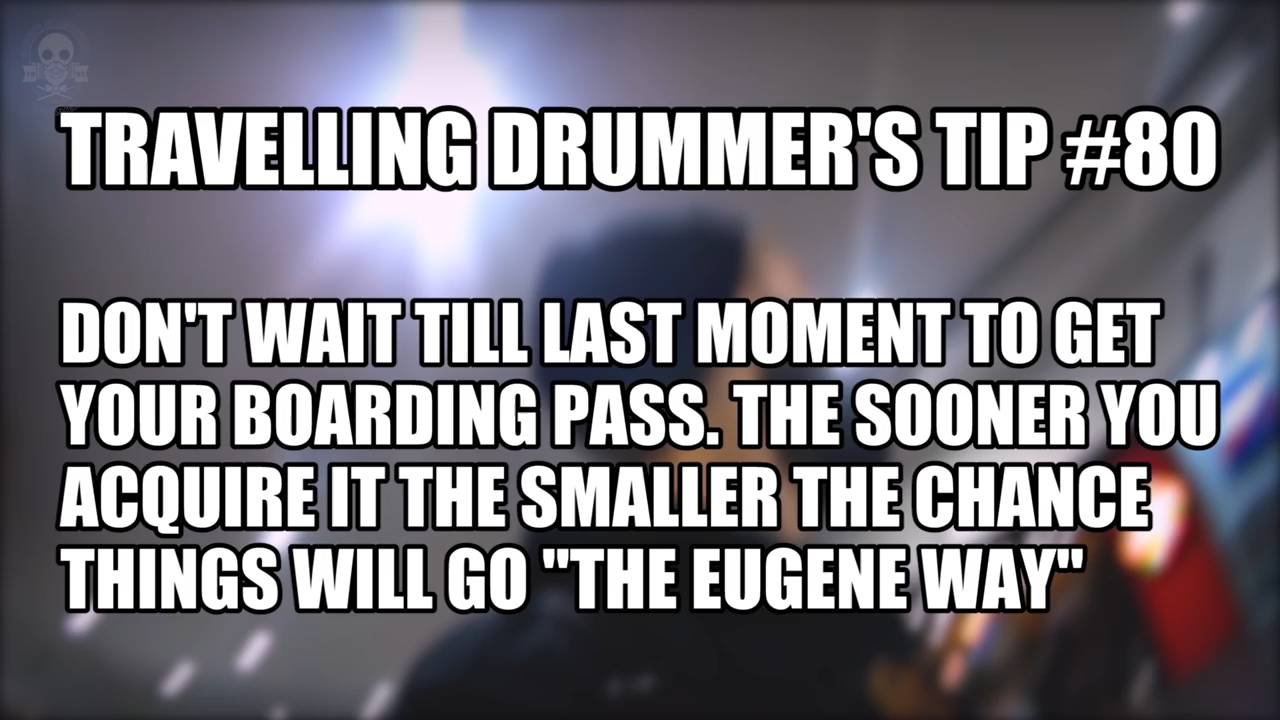 TRAVELLING DRUMMER'S TIP #80
DON'T WAIT TILL LAST MOMENT TO GET
YOUR BOARDING PASS. THE SOONER YOU
ACQUIRE IT THE SMALLER THE CHANCE
THINGS WILL GO "THE EUGENE WAY"